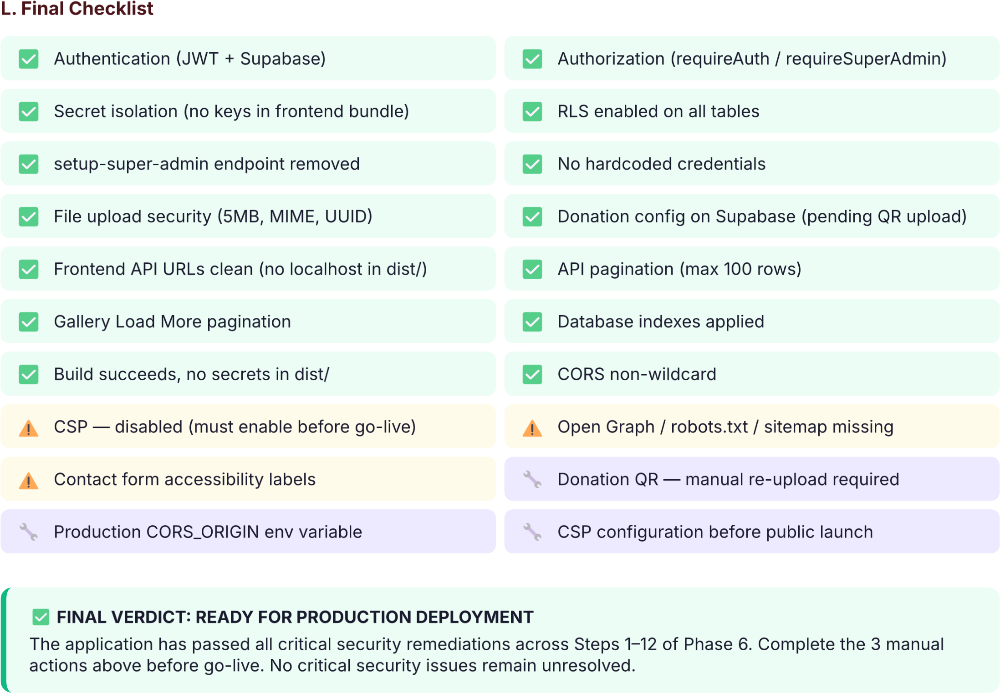 L. Final Checklist
✅ Authentication (JWT + Supabase)
✅ Authorization (requireAuth / requireSuperAdmin)
✅ Secret isolation (no keys in frontend bundle)
✅ RLS enabled on all tables
✅ setup-super-admin endpoint removed
✅ No hardcoded credentials
✅ File upload security (5MB, MIME, UUID)
✅ Donation config on Supabase (pending QR upload)
✅ Frontend API URLs clean (no localhost in dist/)
✅ API pagination (max 100 rows)
✅ Gallery Load More pagination
✅ Database indexes applied
✅ Build succeeds, no secrets in dist/
✅ CORS non-wildcard
⚠️ CSP — disabled (must enable before go-live)
⚠️ Open Graph / robots.txt / sitemap missing
⚠️ Contact form accessibility labels
🔧 Donation QR — manual re-upload required
🔧 Production CORS_ORIGIN env variable
🔧 CSP configuration before public launch
✅ FINAL VERDICT: READY FOR PRODUCTION DEPLOYMENT
The application has passed all critical security remediations across Steps 1–12 of Phase 6. Complete the 3 manual
actions above before go-live. No critical security issues remain unresolved.